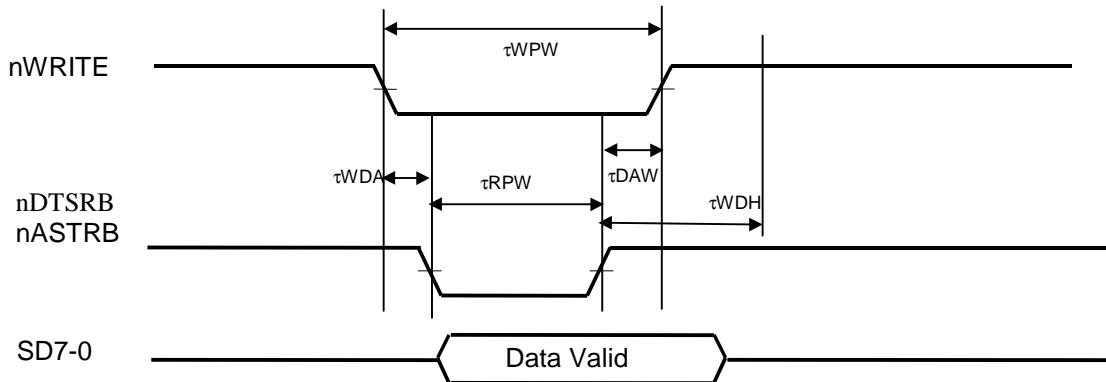 τWPW
nWRITE
τWDA
τRPW
τDAW
τWDH
nDTSRB
nASTRB
SD7-0
Data Valid